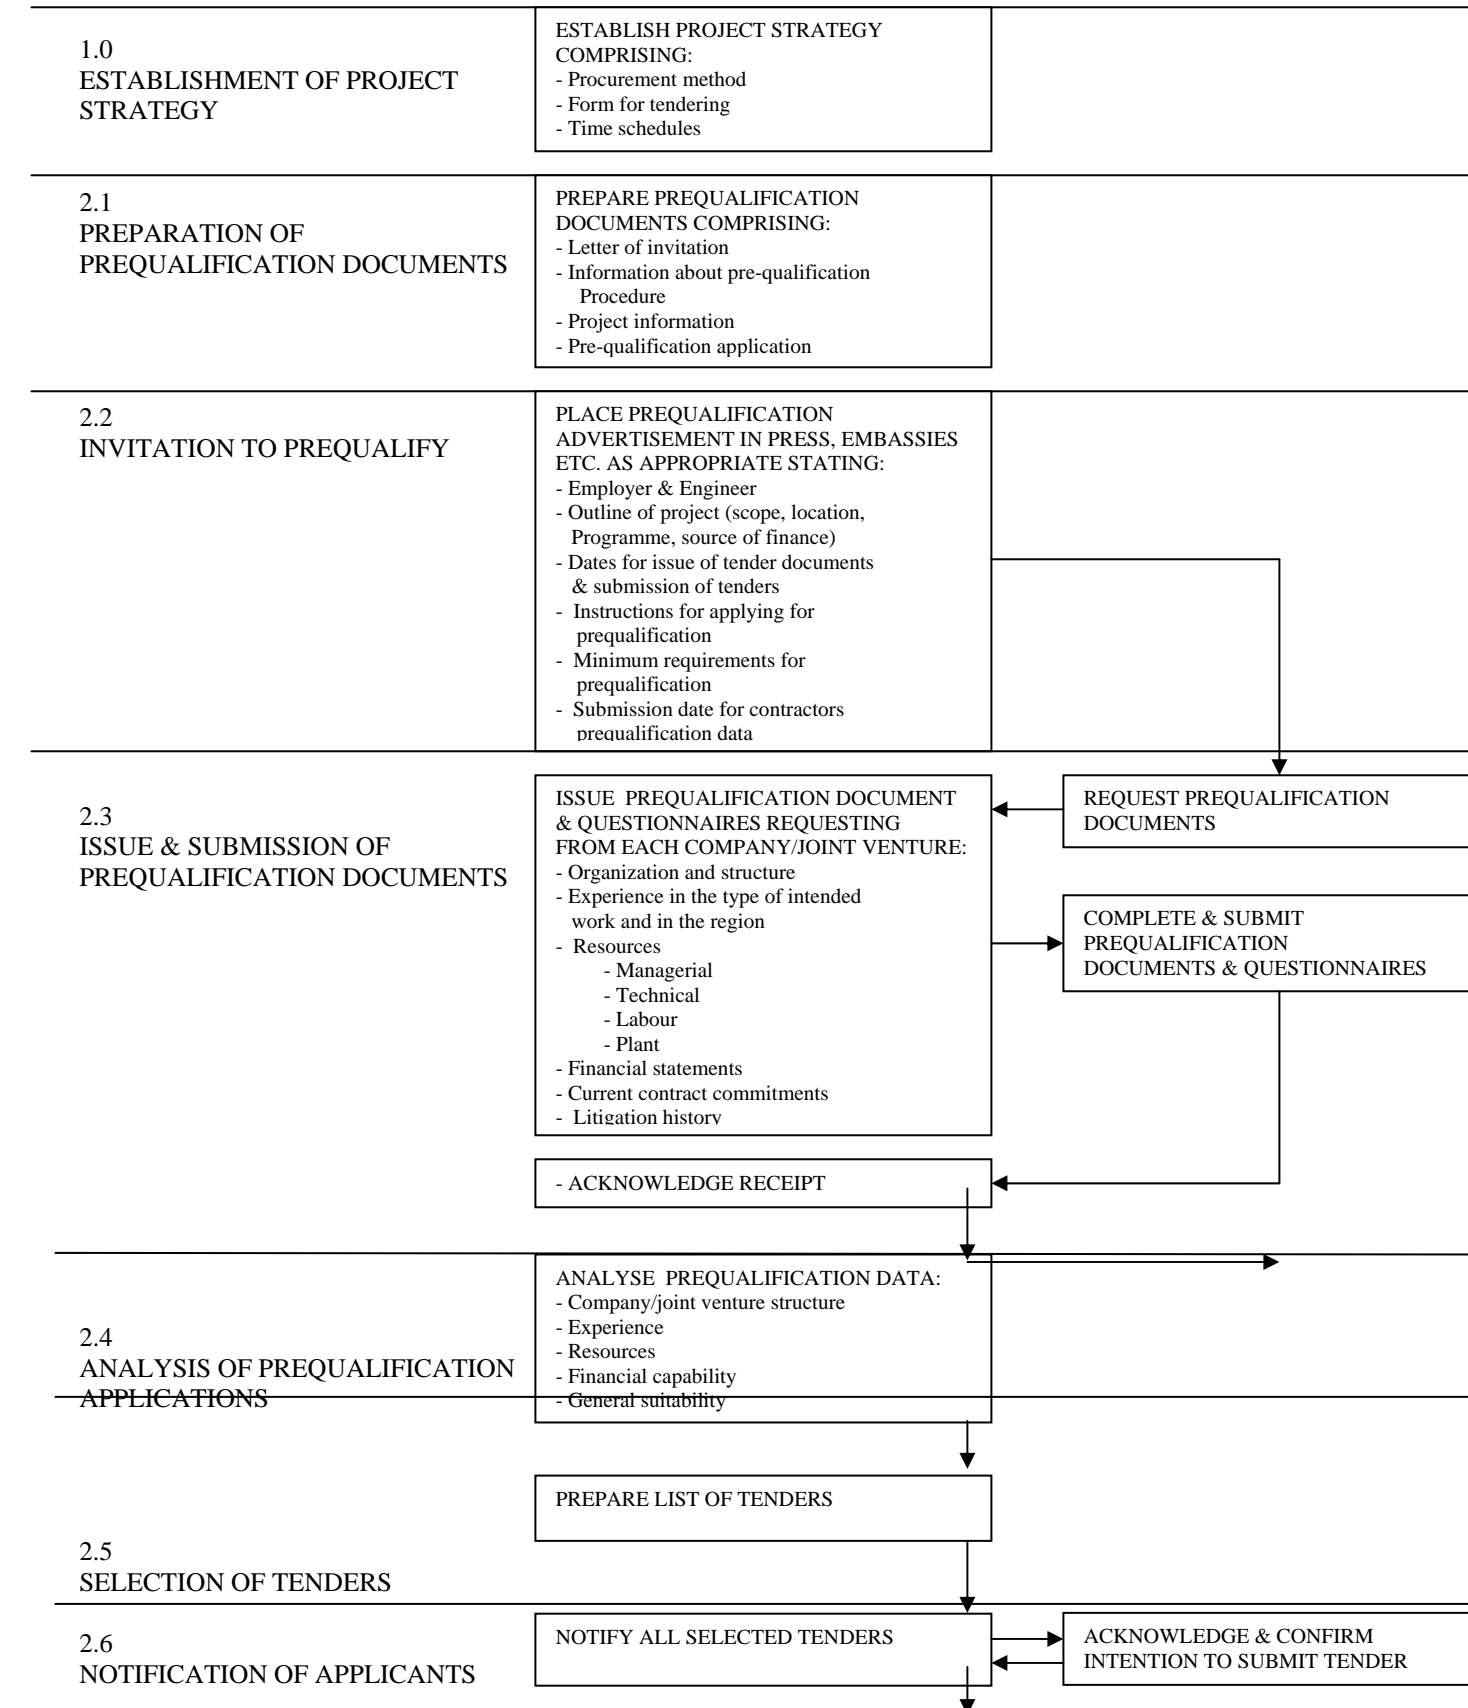 1.0
ESTABLISHMENT OF PROJECT
STRATEGY
ESTABLISH PROJECT STRATEGY
COMPRISING:
- Procurement method
- Form for tendering
- Time schedules
2.1
PREPARATION OF
PREQUALIFICATION DOCUMENTS
PREPARE PREQUALIFICATION
DOCUMENTS COMPRISING:
- Letter of invitation
- Information about pre-qualification
Procedure
- Project information
- Pre-qualification application
2.2
INVITATION TO PREQUALIFY
PLACE PREQUALIFICATION
ADVERTISEMENT IN PRESS, EMBASSIES
ETC. AS APPROPRIATE STATING:
- Employer & Engineer
- Outline of project (scope, location,
Programme, source of finance)
- Dates for issue of tender documents
& submission of tenders
- Instructions for applying for
prequalification
- Minimum requirements for
prequalification
- Submission date for contractors
prequalification data
2.3
ISSUE & SUBMISSION OF
PREQUALIFICATION DOCUMENTS
ISSUE PREQUALIFICATION DOCUMENT
& QUESTIONNAIRES REQUESTING
FROM EACH COMPANY/JOINT VENTURE:
- Organization and structure
- Experience in the type of intended
work and in the region
- Resources
- Managerial
- Technical
- Labour
- Plant
- Financial statements
- Current contract commitments
- Litigation history
REQUEST PREQUALIFICATION
DOCUMENTS
COMPLETE & SUBMIT
PREQUALIFICATION
DOCUMENTS & QUESTIONNAIRES
- ACKNOWLEDGE RECEIPT
2.4
ANALYSIS OF PREQUALIFICATION
APPLICATIONS
ANALYSE PREQUALIFICATION DATA:
- Company/joint venture structure
- Experience
- Resources
- Financial capability
- General suitability
PREPARE LIST OF TENDERS
2.5
SELECTION OF TENDERS
2.6
NOTIFICATION OF APPLICANTS
NOTIFY ALL SELECTED TENDERS
ACKNOWLEDGE & CONFIRM
INTENTION TO SUBMIT TENDER